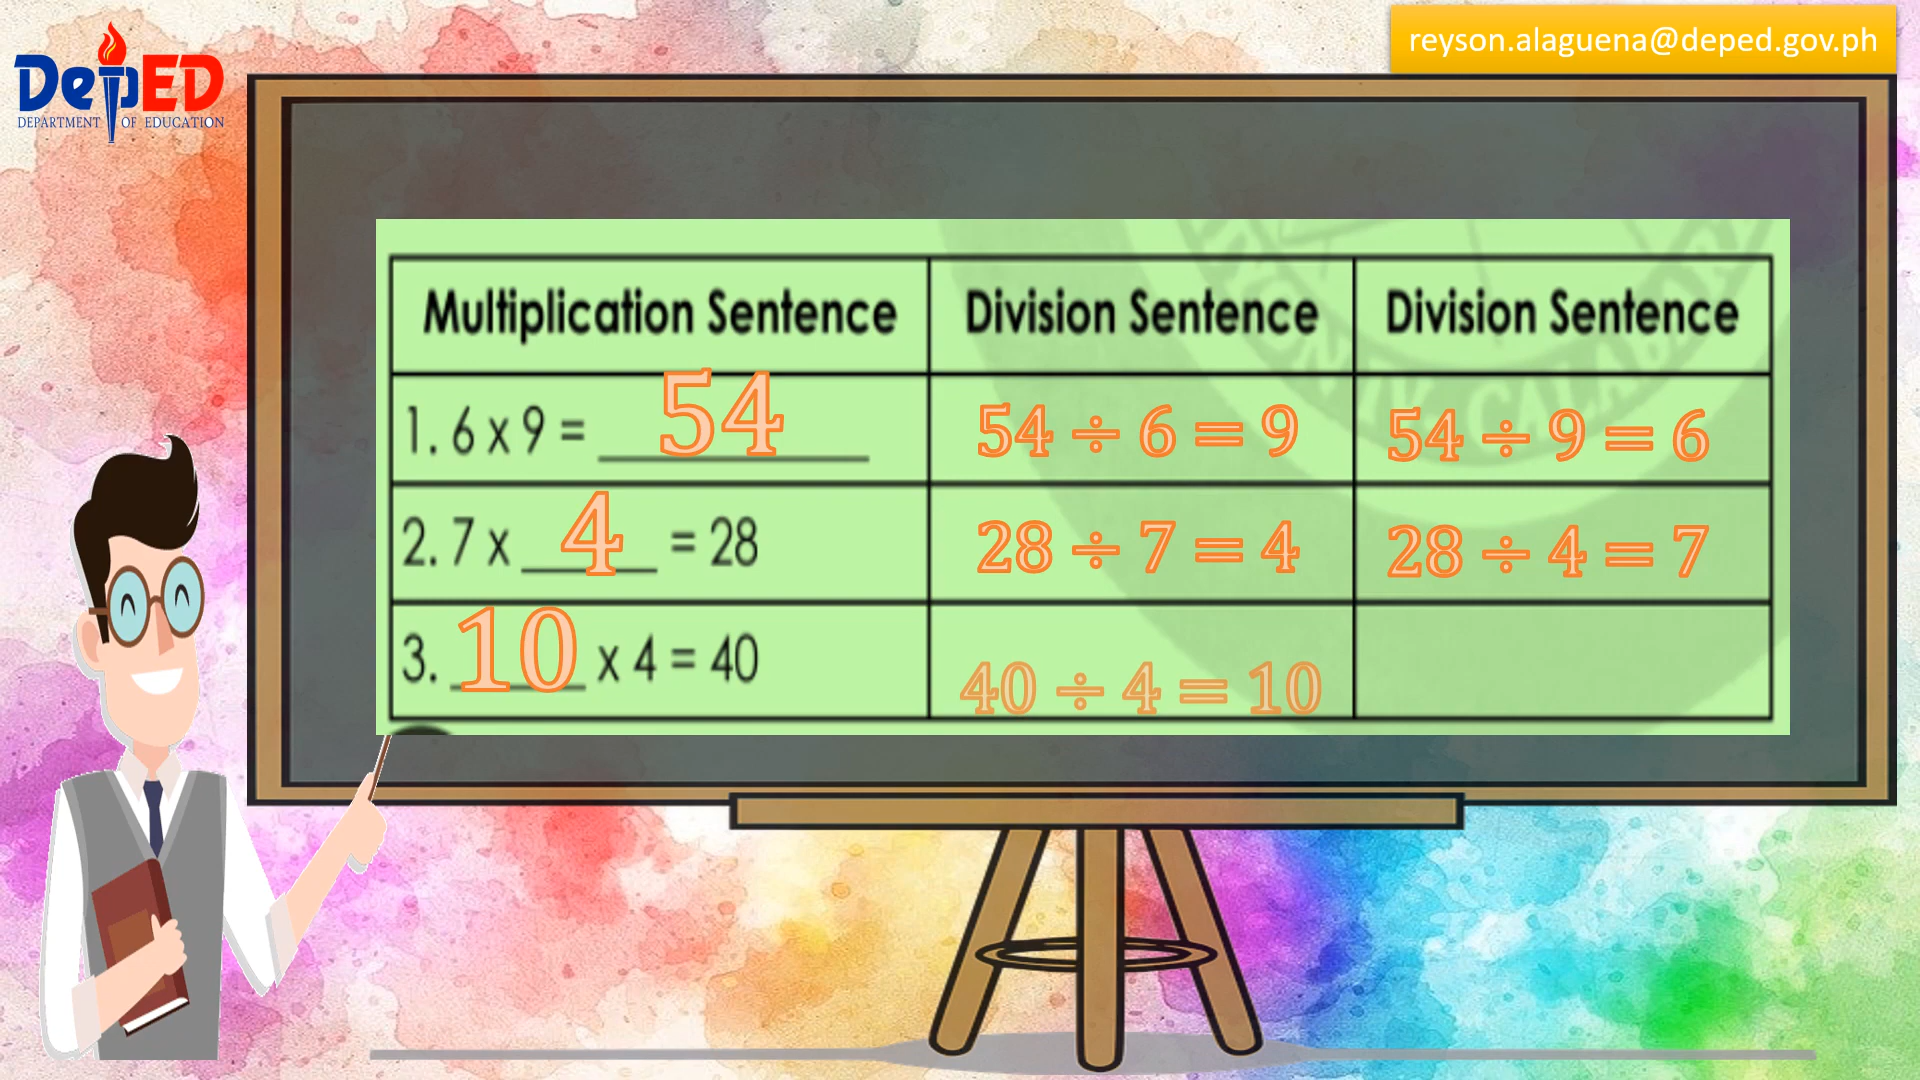 reyson.alaguena@deped.gov.ph
DepED
DEPARTMENT OF EDUCATION
Multiplication Sentence Division Sentence Division Sentence
1. 6 x 9 = 54 54 ÷ 6 = 9 54 ÷ 9 = 6
2. 7 x 4 = 28 28 ÷ 7 = 4 28 ÷ 4 = 7
3. 10 x 4 = 40 40 ÷ 4 = 10